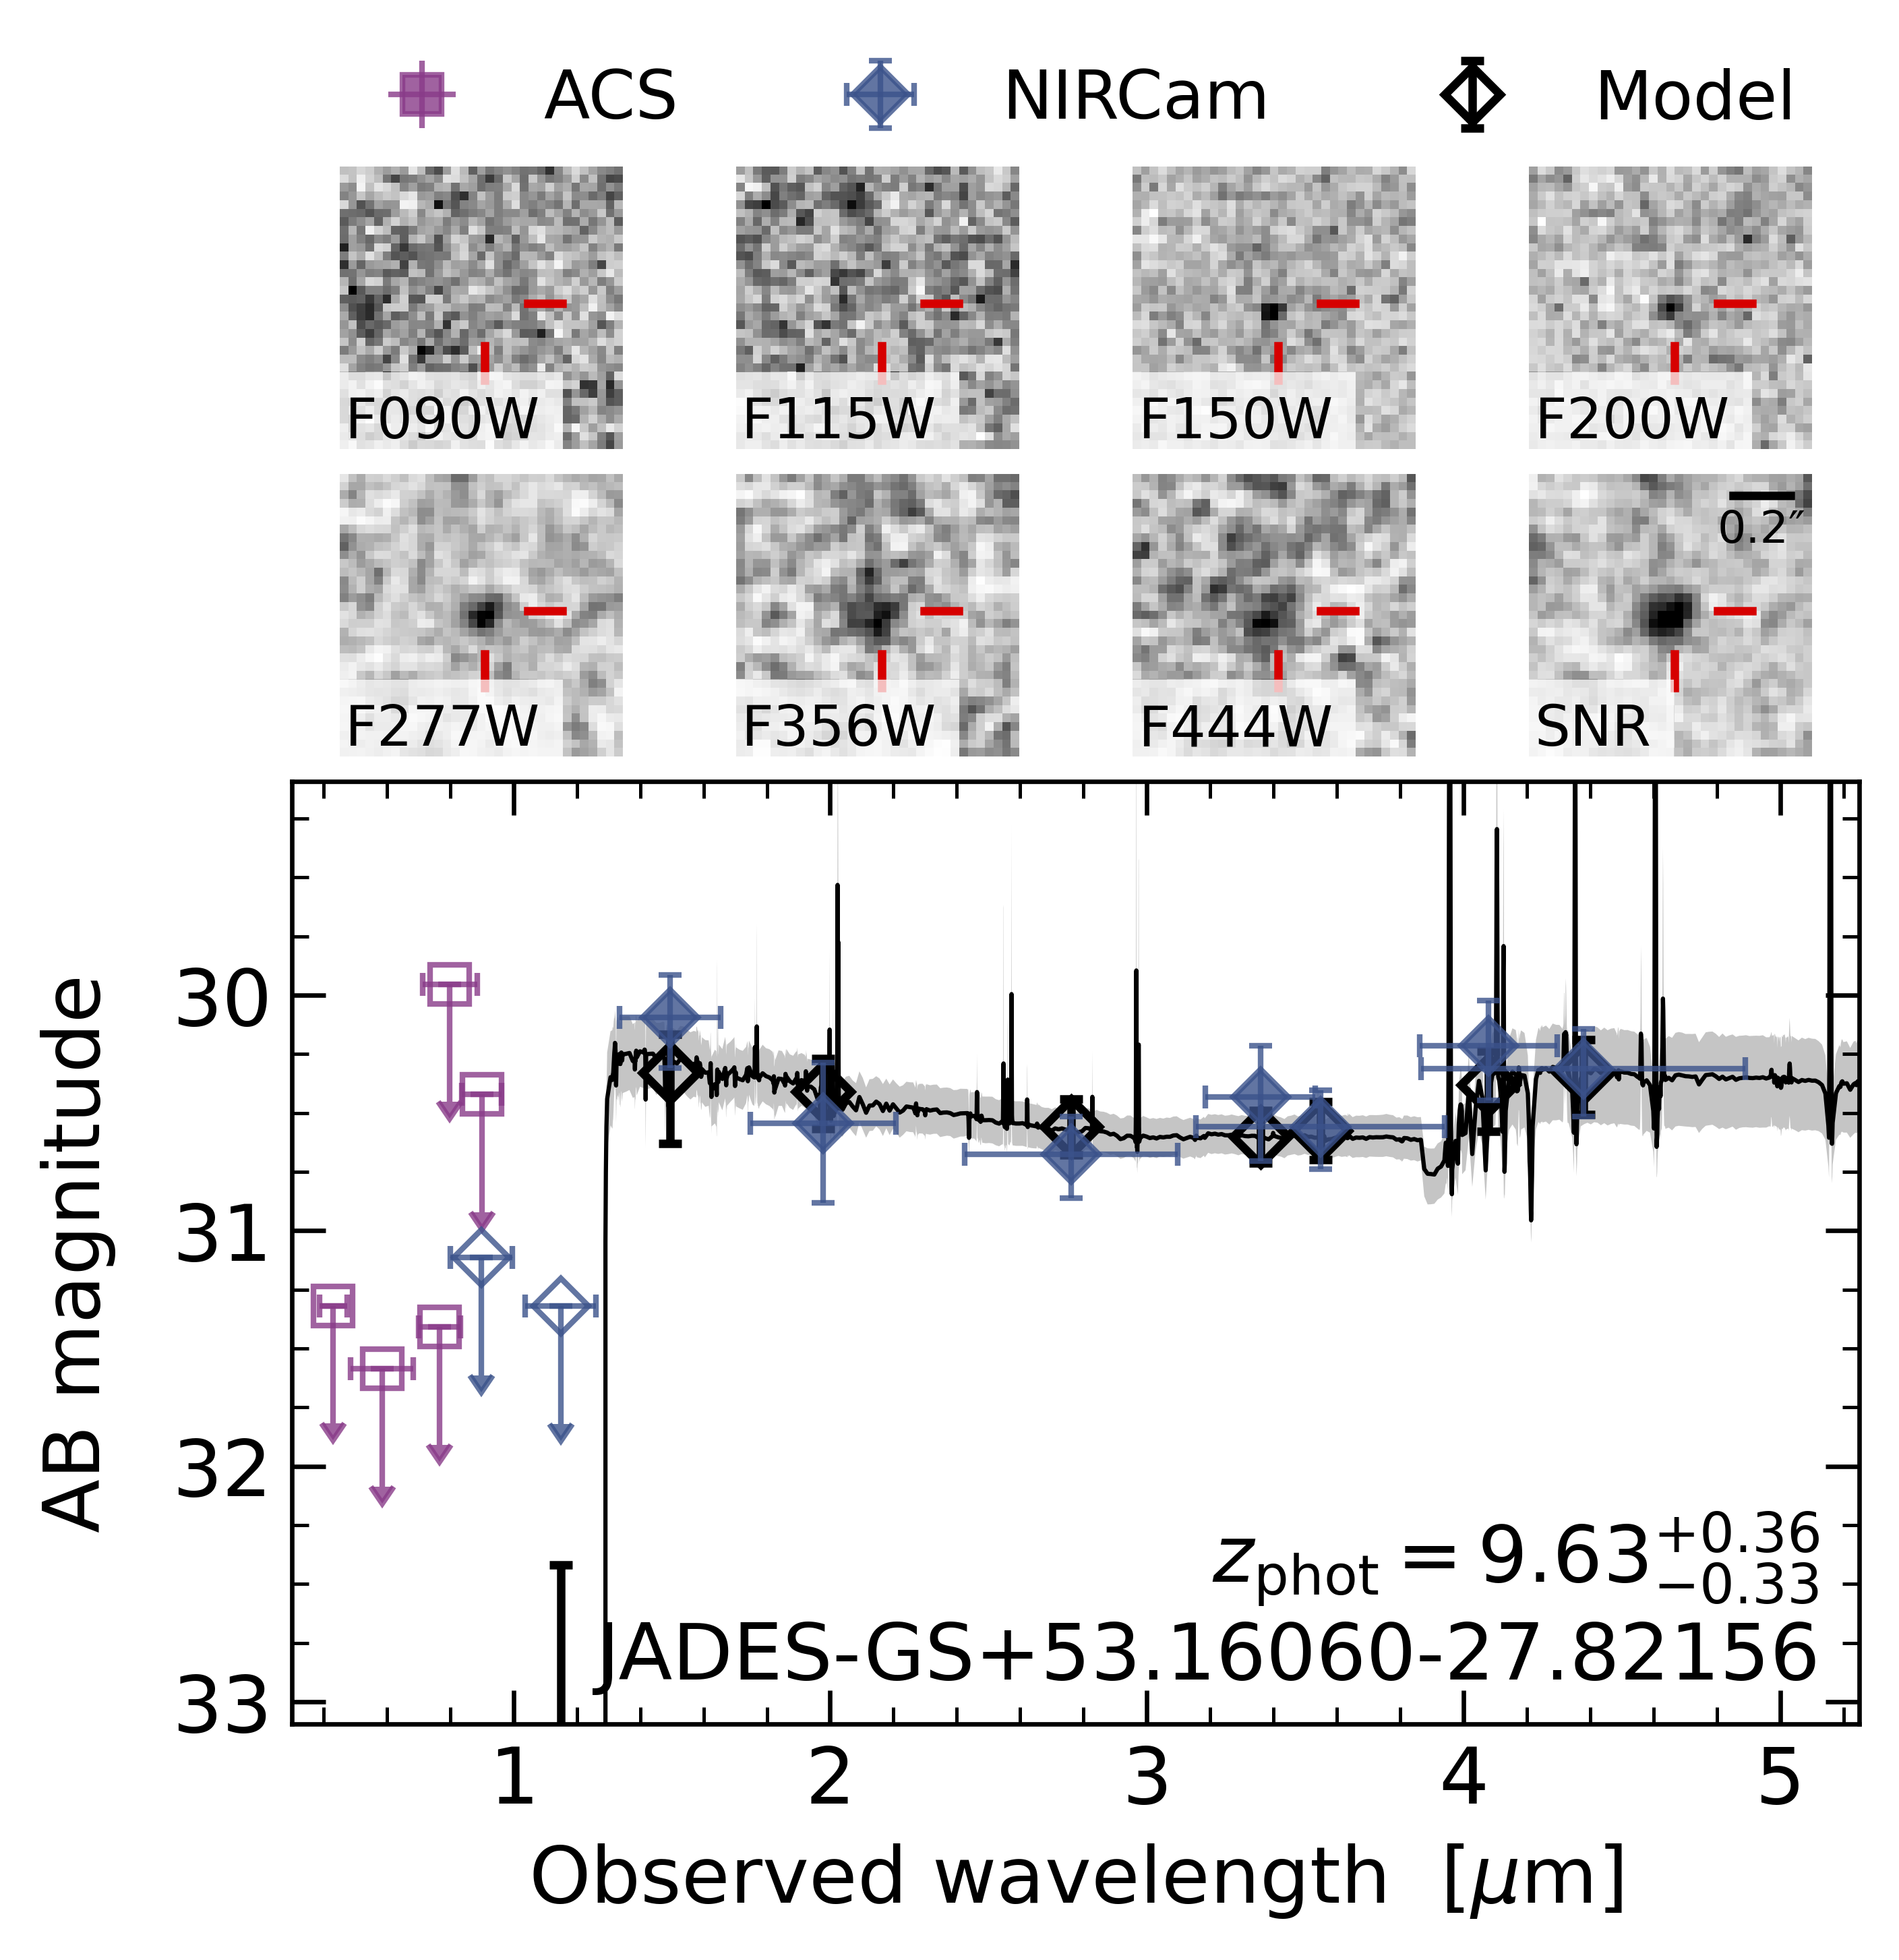 ACS NIRCam Model
F090W F115W F150W F200W
0.2″
F277W F356W F444W SNR
30
31
32
33
AB magnitude
z_phot = 9.63^{+0.36}_{−0.33}
JADES-GS+53.16060-27.82156
1 2 3 4 5
Observed wavelength [μm]